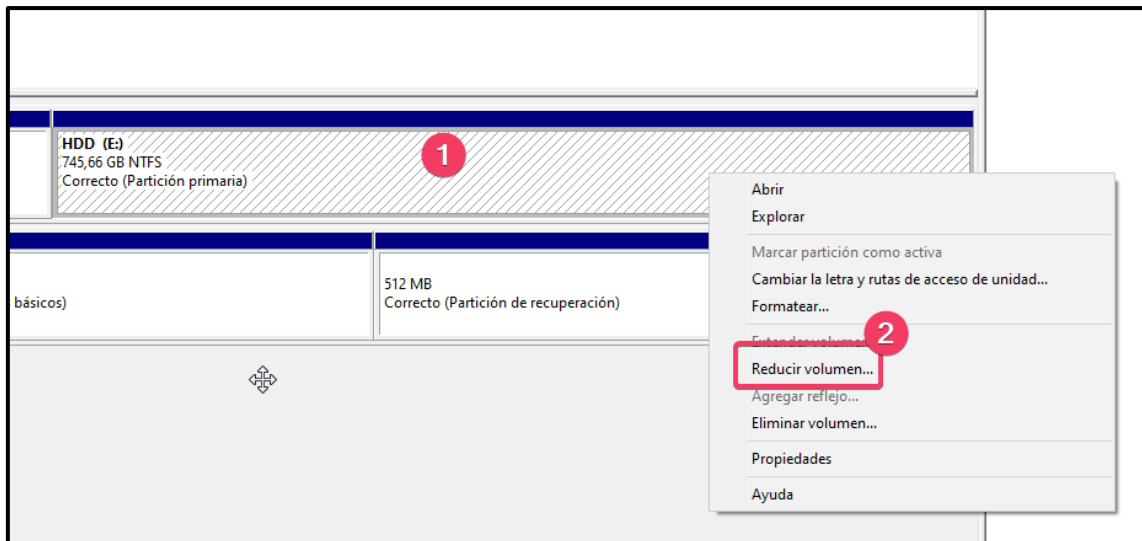 HDD (E:)
745,66 GB NTFS
Correcto (Partición primaria)
1
Abrir
Explorar
Marcar partición como activa
Cambiar la letra y rutas de acceso de unidad...
Formatear...
Extender volumen
2
Reducir volumen...
Agregar reflejo...
Eliminar volumen...
Propiedades
Ayuda
básicos)
512 MB
Correcto (Partición de recuperación)